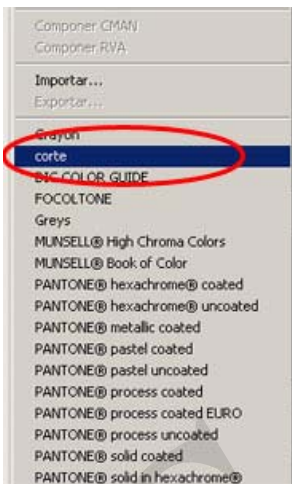 Componer CMAN
Componer RVA
Importar...
Exportar...
Crayon
corte
DIC COLOR GUIDE
FOCOLTONE
Greys
MUNSELL® High Chroma Colors
MUNSELL® Book of Color
PANTONE® hexachrome® coated
PANTONE® hexachrome® uncoated
PANTONE® metallic coated
PANTONE® pastel coated
PANTONE® pastel uncoated
PANTONE® process coated
PANTONE® process coated EURO
PANTONE® process uncoated
PANTONE® solid coated
PANTONE® solid in hexachrome®